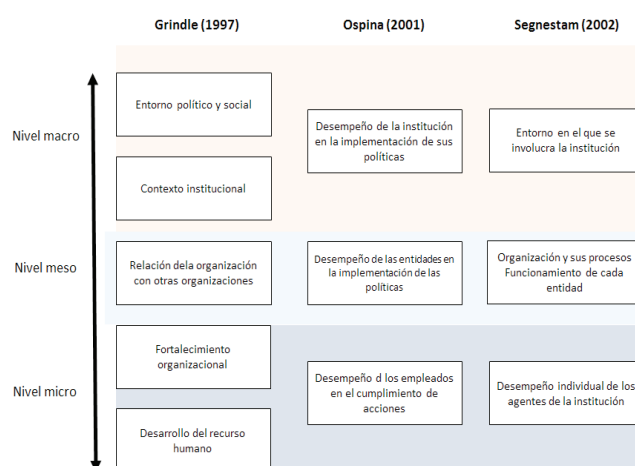 Grindle (1997)
Ospina (2001)
Segnestam (2002)
Nivel macro
Entorno político y social
Contexto institucional
Desempeño de la institución
en la implementación de sus
políticas
Entorno en el que se
involucra la institución
Nivel meso
Relación dela organización
con otras organizaciones
Desempeño de las entidades en
la implementación de las
políticas
Organización y sus procesos
Funcionamiento de cada
entidad
Nivel micro
Fortalecimiento
organizacional
Desarrollo del recurso
humano
Desempeño d los empleados
en el cumplimiento de
acciones
Desempeño individual de los
agentes de la institución